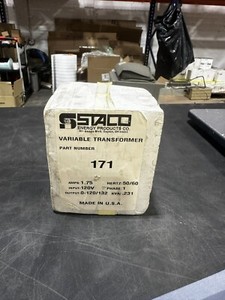 STACO
ENERGY PRODUCTS CO.
VARIABLE TRANSFORMER
PART NUMBER
171
AMPS 1.75 HERTZ 50/60
INPUT 120V PHASE 1
OUTPUT 0-120/132 KVA .231
MADE IN U.S.A.